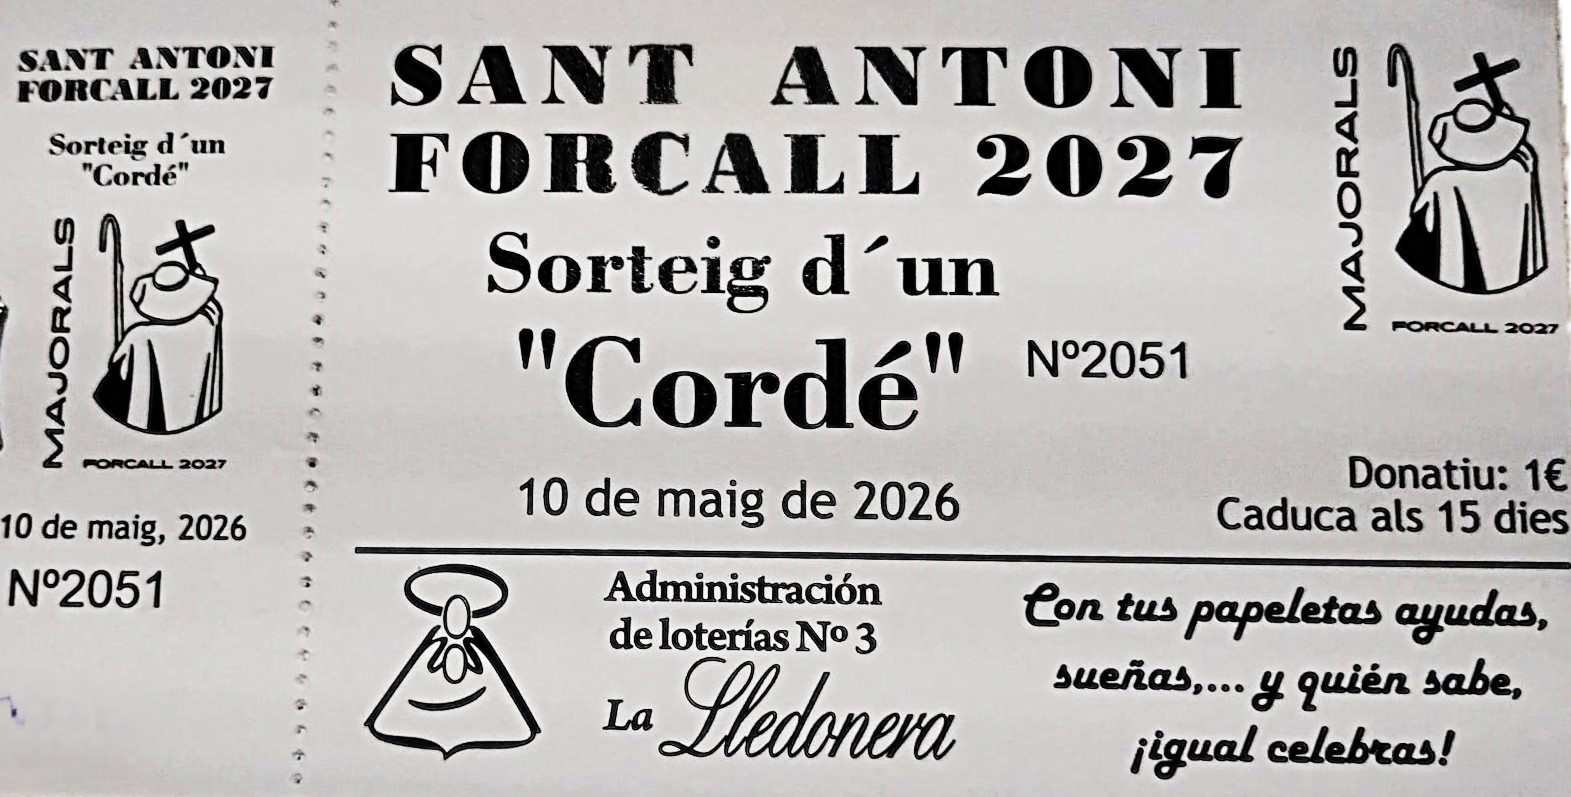 SANT ANTONI
FORCALL 2027
Sorteig d´un
"Cordé"
MAJORALS
FORCALL 2027
10 de maig, 2026
Nº2051
SANT ANTONI
FORCALL 2027
Sorteig d´un
"Cordé"
Nº2051
10 de maig de 2026
MAJORALS
FORCALL 2027
Donatiu: 1€
Caduca als 15 dies
Administración
de loterías Nº 3
La Lledonera
Con tus papeletas ayudas,
sueñas,... y quién sabe,
¡igual celebras!